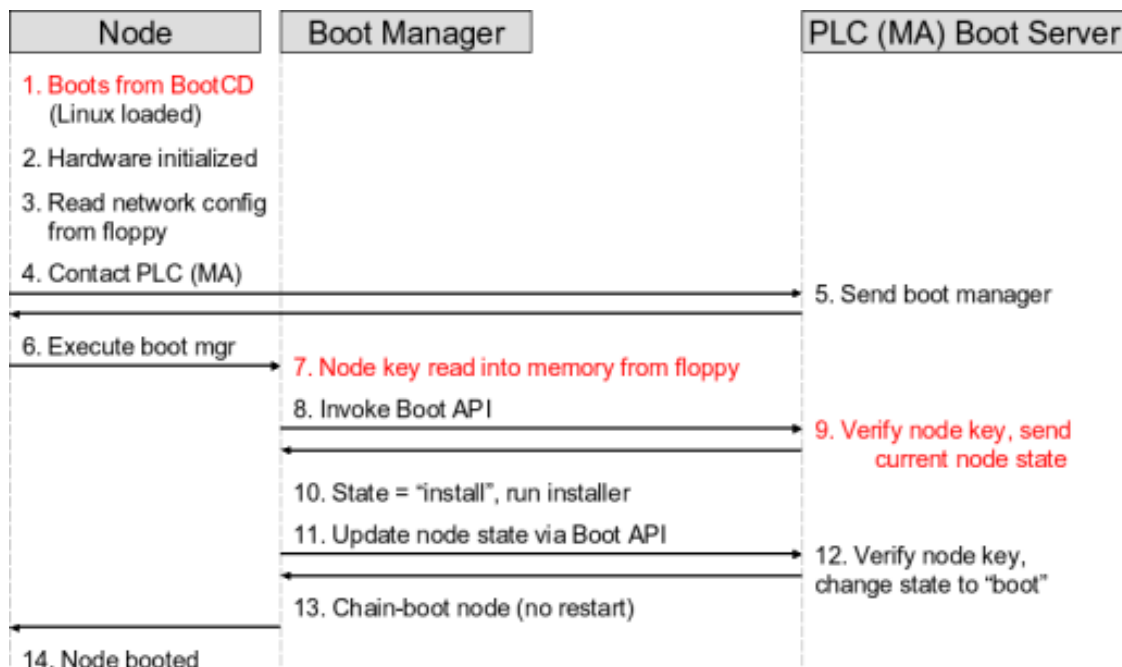 Node
Boot Manager
PLC (MA) Boot Server
1. Boots from BootCD
(Linux loaded)
2. Hardware initialized
3. Read network config
from floppy
4. Contact PLC (MA)
5. Send boot manager
6. Execute boot mgr
7. Node key read into memory from floppy
8. Invoke Boot API
9. Verify node key, send
current node state
10. State = “install”, run installer
11. Update node state via Boot API
12. Verify node key,
change state to “boot”
13. Chain-boot node (no restart)
14. Node booted